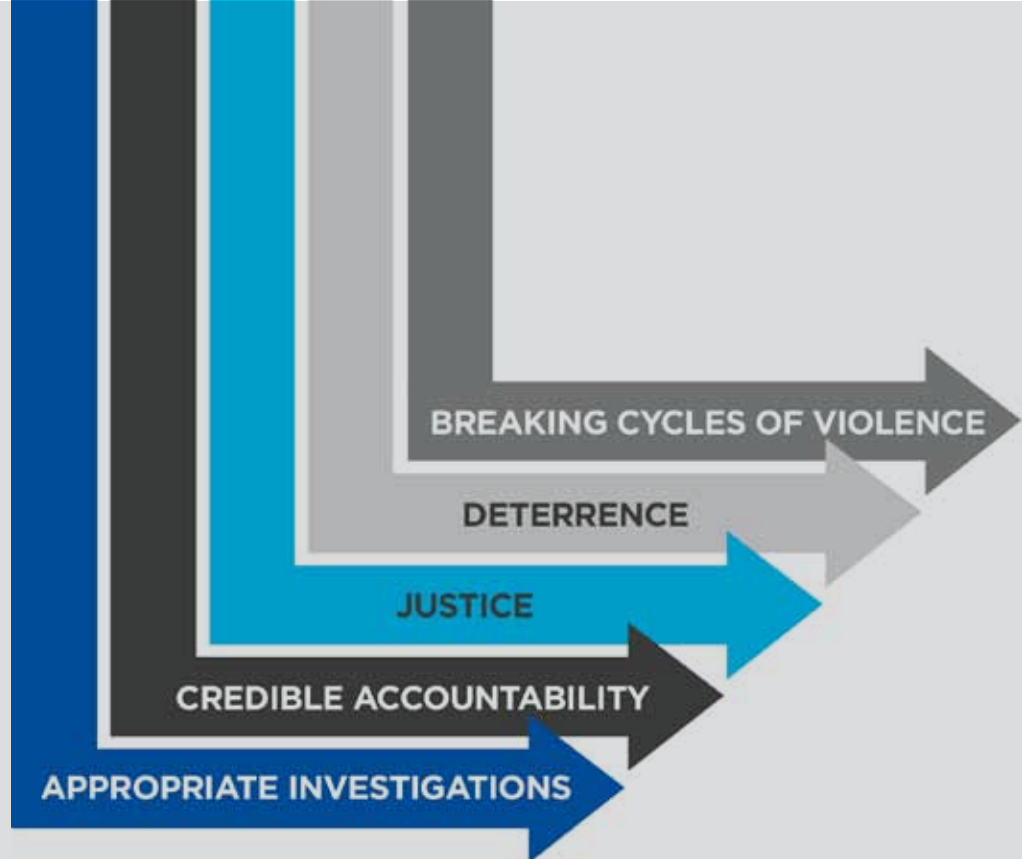 BREAKING CYCLES OF VIOLENCE
DETERRENCE
JUSTICE
CREDIBLE ACCOUNTABILITY
APPROPRIATE INVESTIGATIONS